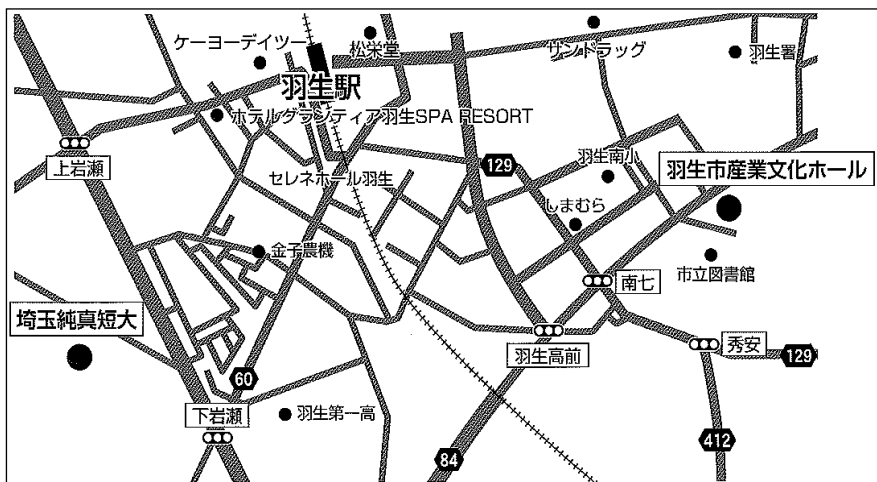 ケーヨーデイツー
松栄堂
サンドラッグ
羽生署
羽生駅
ホテルグランティア羽生SPA RESORT
上岩瀬
セレネホール羽生
129
羽生南小
羽生市産業文化ホール
しまむら
金子農機
市立図書館
南七
埼玉純真短大
羽生高前
秀安
129
60
下岩瀬
羽生第一高
412
84